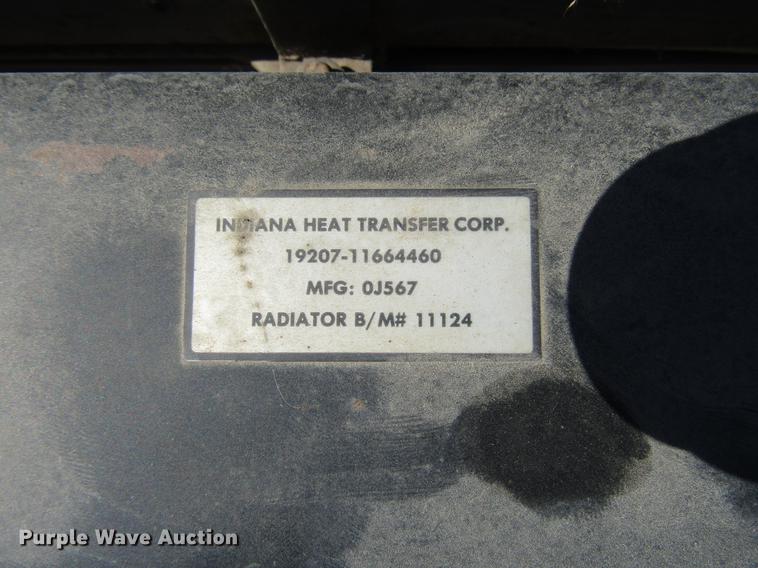 INDIANA HEAT TRANSFER CORP.
19207-11664460
MFG: 0J567
RADIATOR B/M# 11124
Purple Wave Auction